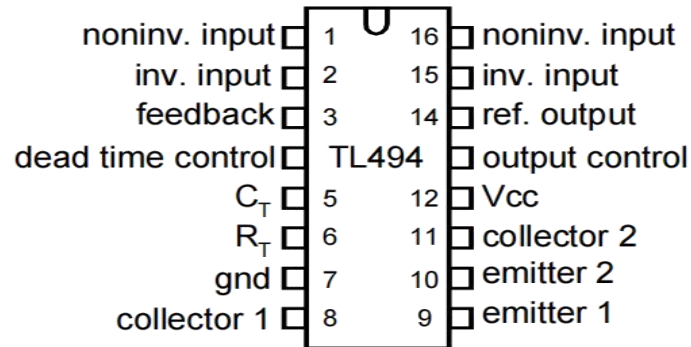 noninv. input 1 16 noninv. input
inv. input 2 15 inv. input
feedback 3 14 ref. output
dead time control TL494 output control
C_T 5 12 Vcc
R_T 6 11 collector 2
gnd 7 10 emitter 2
collector 1 8 9 emitter 1